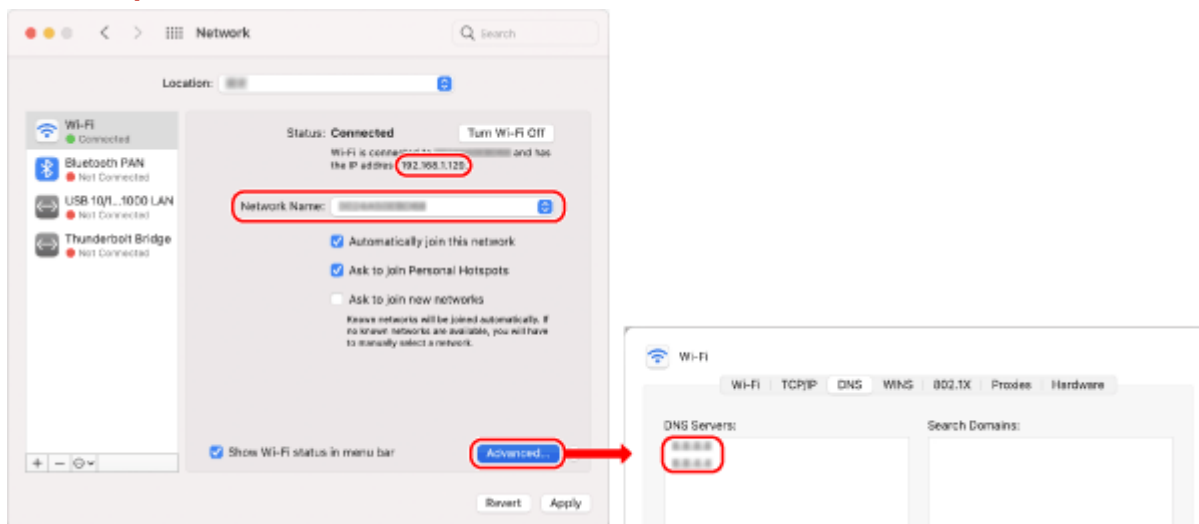 Network
Search
Location:
Wi-Fi
Connected
Bluetooth PAN
Not Connected
USB 10/1...1000 LAN
Not Connected
Thunderbolt Bridge
Not Connected
Status: Connected
Turn Wi-Fi Off
Wi-Fi is connected to and has
the IP address 192.168.1.129.
Network Name:
Automatically join this network
Ask to join Personal Hotspots
Ask to join new networks
Known networks will be joined automatically. If
no known networks are available, you will have
to manually select a network.
Show Wi-Fi status in menu bar
Advanced...
Revert
Apply
Wi-Fi
Wi-Fi TCP/IP DNS WINS 802.1X Proxies Hardware
DNS Servers:
Search Domains: